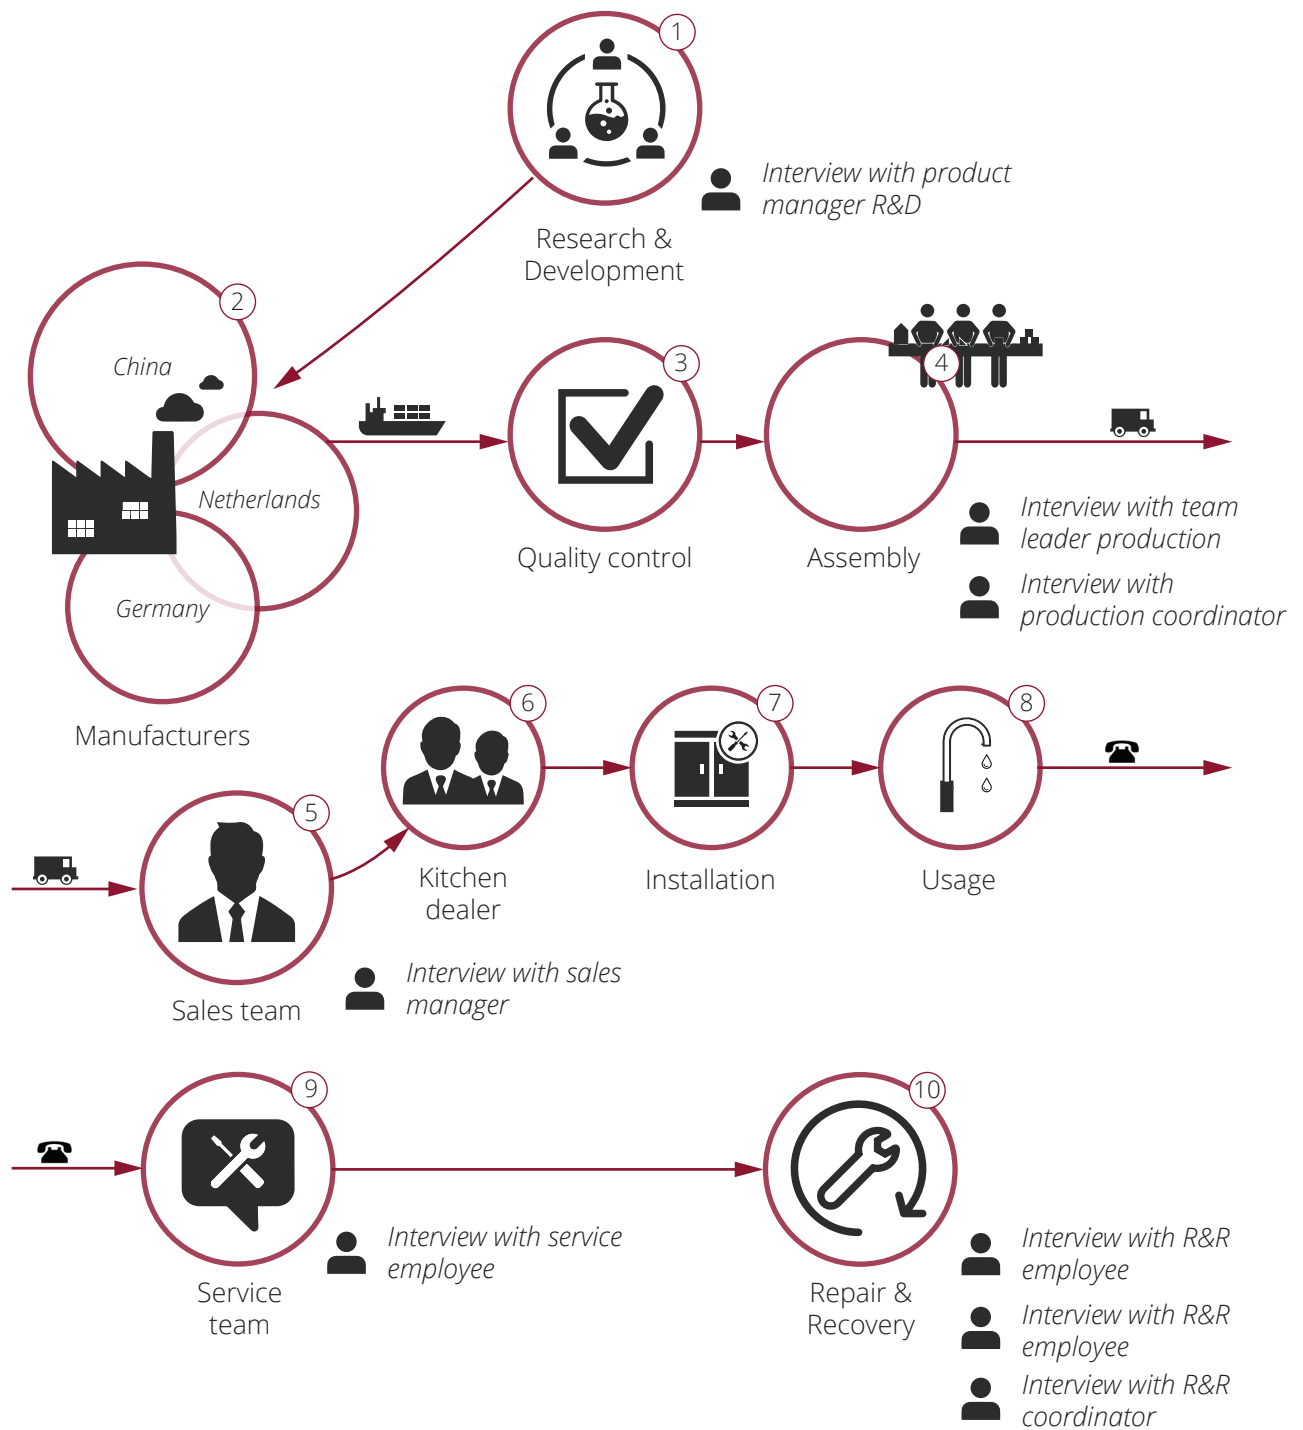 1
Interview with product
manager R&D
Research &
Development
2
China
Netherlands
Germany
Manufacturers
3
Quality control
4
Assembly
Interview with team
leader production
Interview with
production coordinator
5
Sales team
Interview with sales
manager
6
Kitchen
dealer
7
Installation
8
Usage
9
Service
team
Interview with service
employee
10
Repair &
Recovery
Interview with R&R
employee
Interview with R&R
employee
Interview with R&R
coordinator